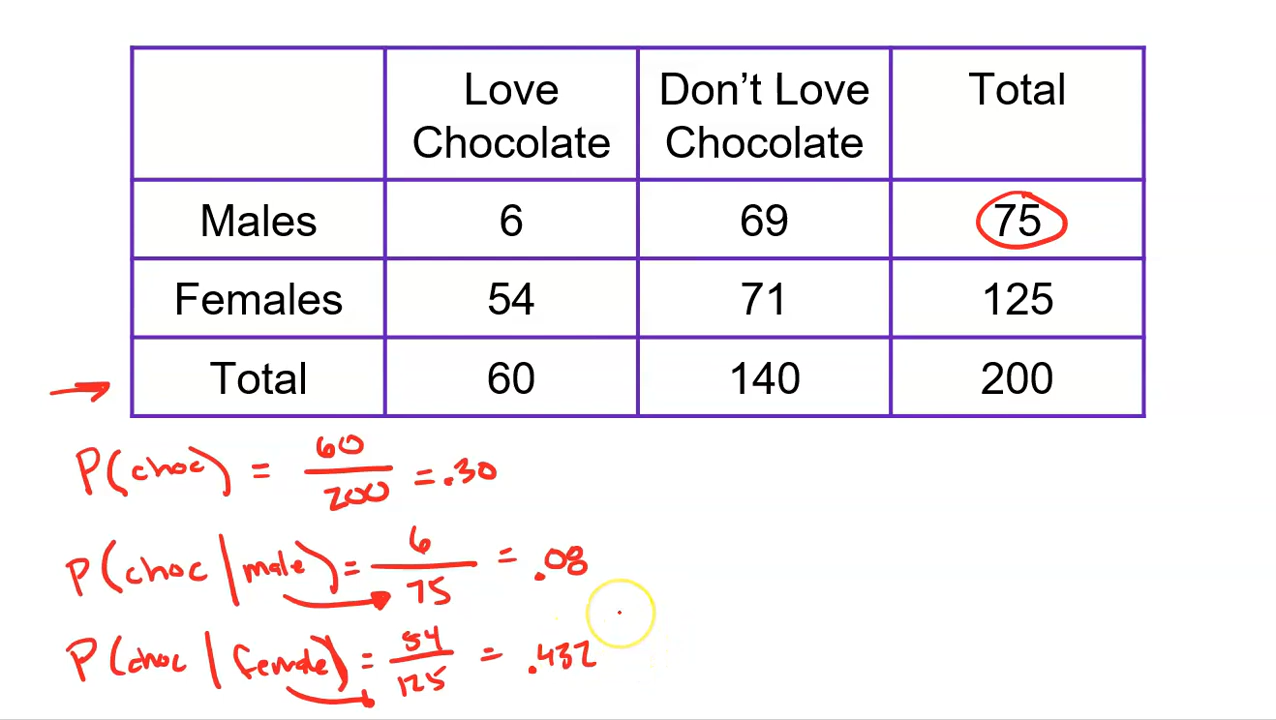 Love Chocolate Don't Love Chocolate Total
Males 6 69 75
Females 54 71 125
Total 60 140 200
P(choc) = 60/200 = .30
P(choc | male) = 6/75 = .08
P(choc | female) = 54/125 = .432